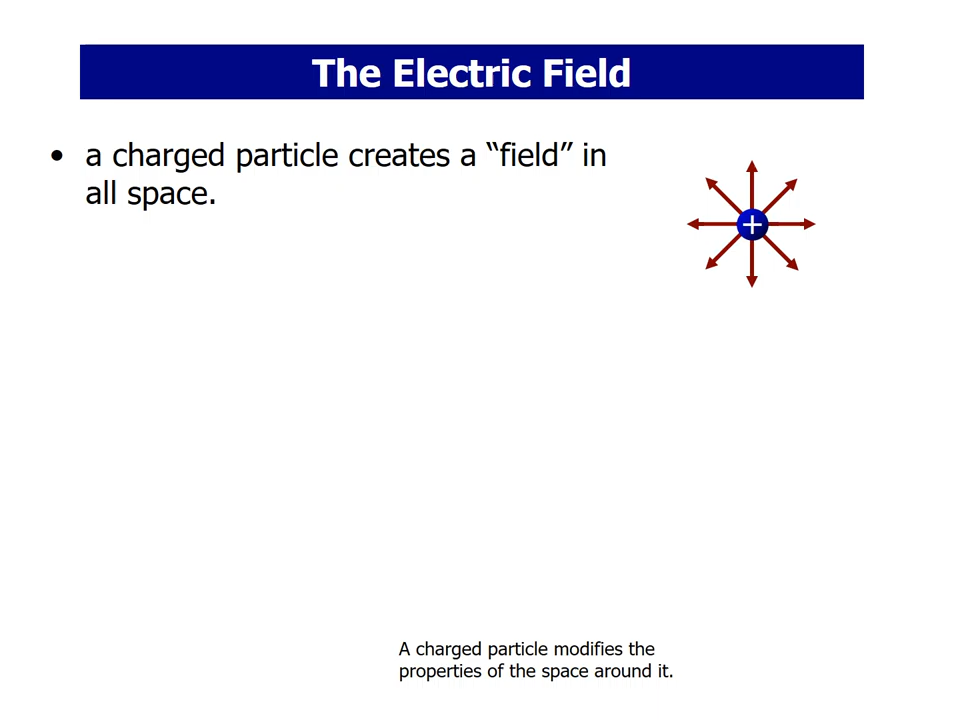 The Electric Field
• a charged particle creates a “field” in
all space.
+
A charged particle modifies the
properties of the space around it.